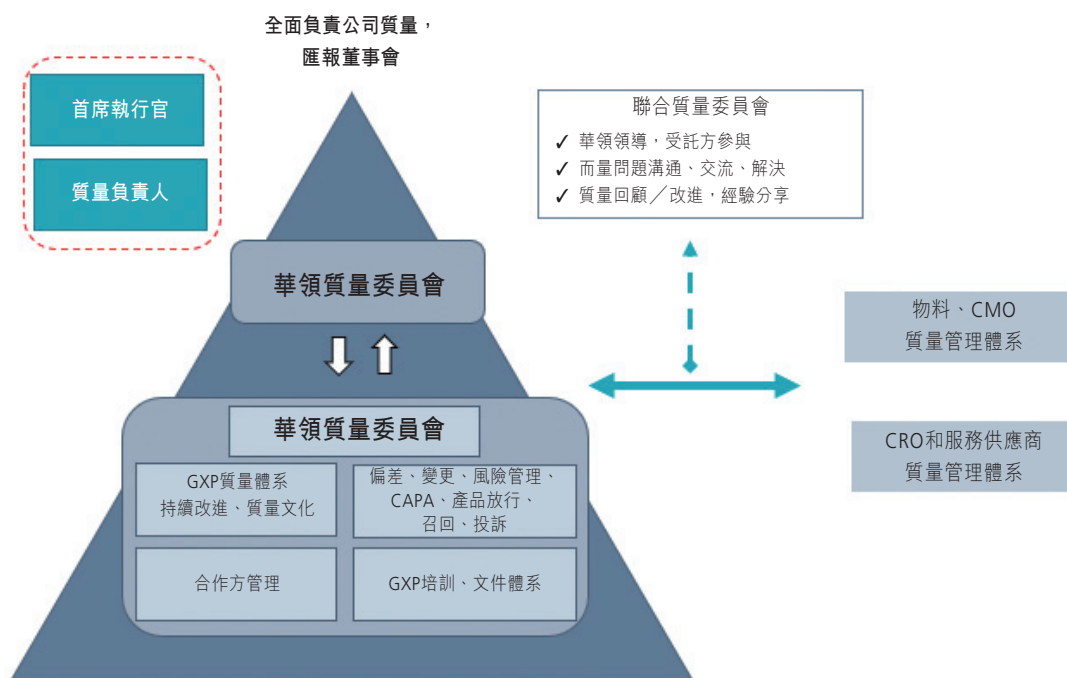 全面負責公司質量，
匯報董事會
首席執行官
質量負責人
聯合質量委員會
✓ 華領領導，受託方參與
✓ 而量問題溝通、交流、解決
✓ 質量回顧／改進，經驗分享
華領質量委員會
物料、CMO
質量管理體系
華領質量委員會
GXP質量體系
持續改進、質量文化
偏差、變更、風險管理、
CAPA、產品放行、
召回、投訴
CRO和服務供應商
質量管理體系
合作方管理
GXP培訓、文件體系